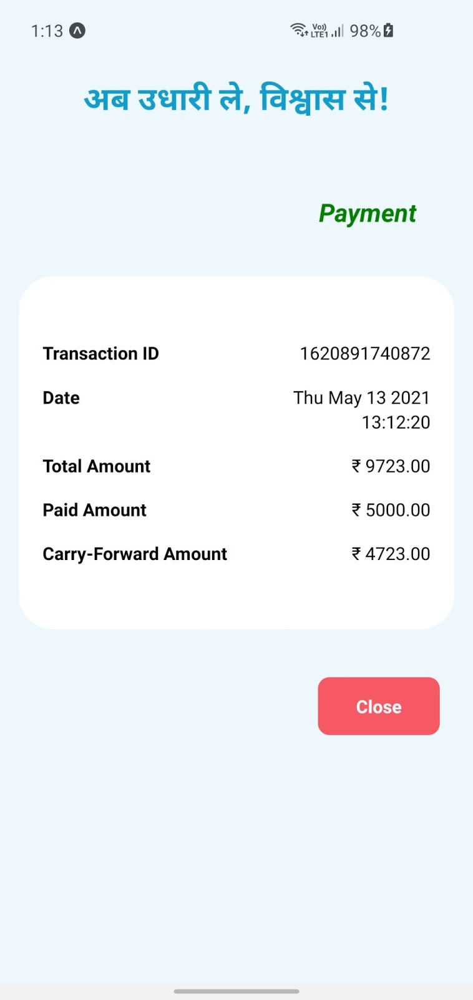 1:13 Vo)) LTE1 98%
अब उधारी ले, विश्वास से!
Payment
Transaction ID 1620891740872
Date Thu May 13 2021
13:12:20
Total Amount ₹ 9723.00
Paid Amount ₹ 5000.00
Carry-Forward Amount ₹ 4723.00
Close